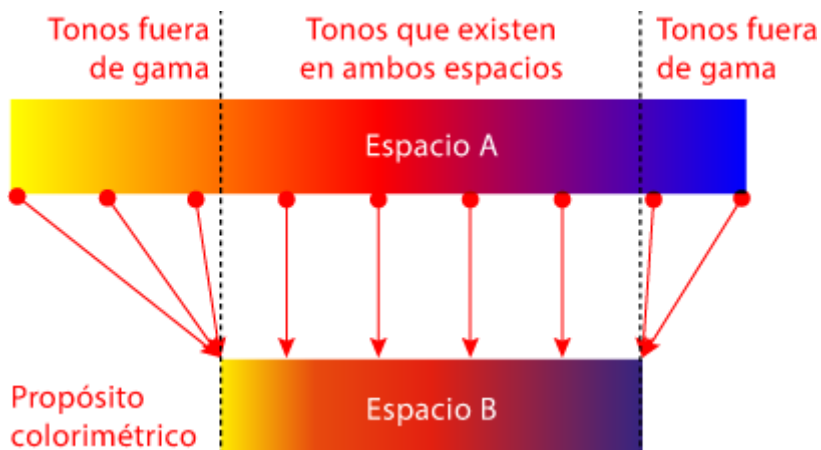 Tonos fuera
de gama
Tonos que existen
en ambos espacios
Tonos fuera
de gama
Espacio A
Propósito
colorimétrico
Espacio B